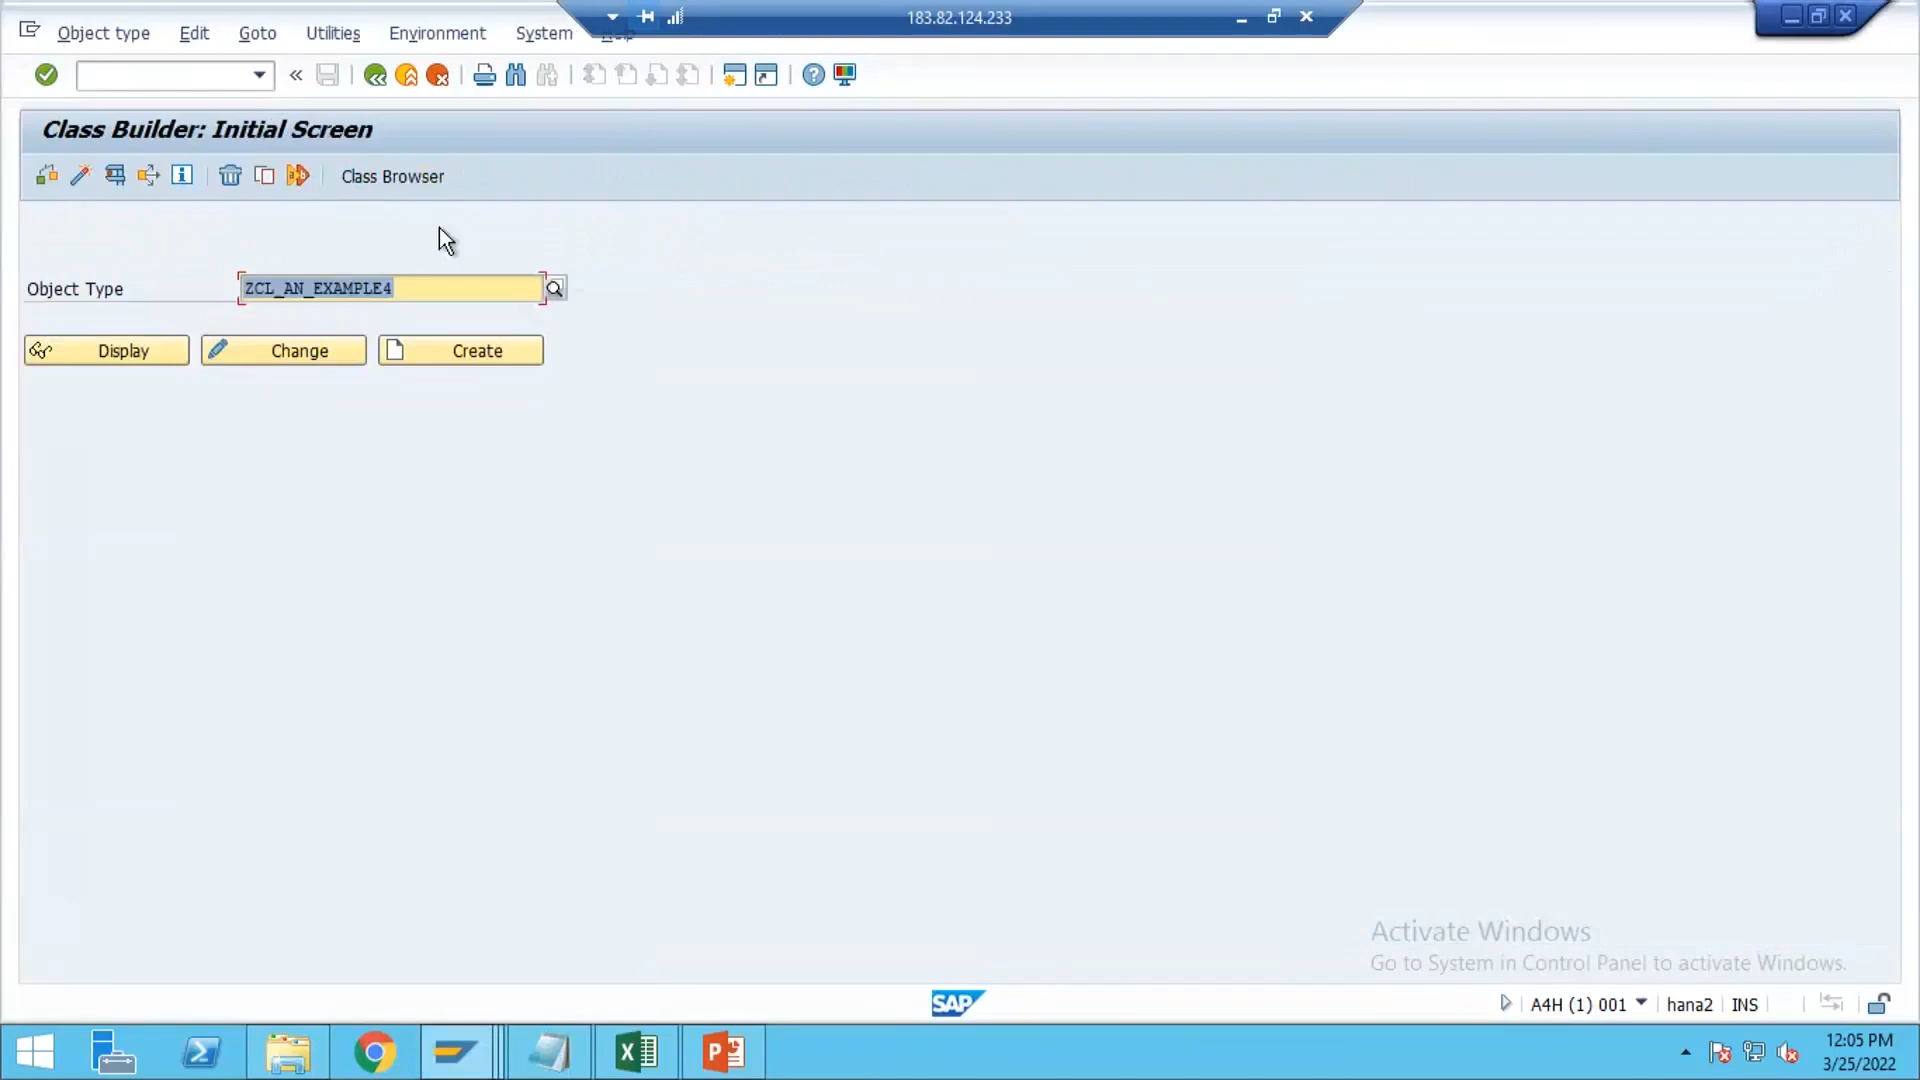 183.82.124.233
Object type Edit Goto Utilities Environment System Help
Class Builder: Initial Screen
Class Browser
Object Type ZCL_AN_EXAMPLE4
Display Change Create
Activate Windows
Go to System in Control Panel to activate Windows.
SAP A4H (1) 001 hana2 INS
12:05 PM
3/25/2022